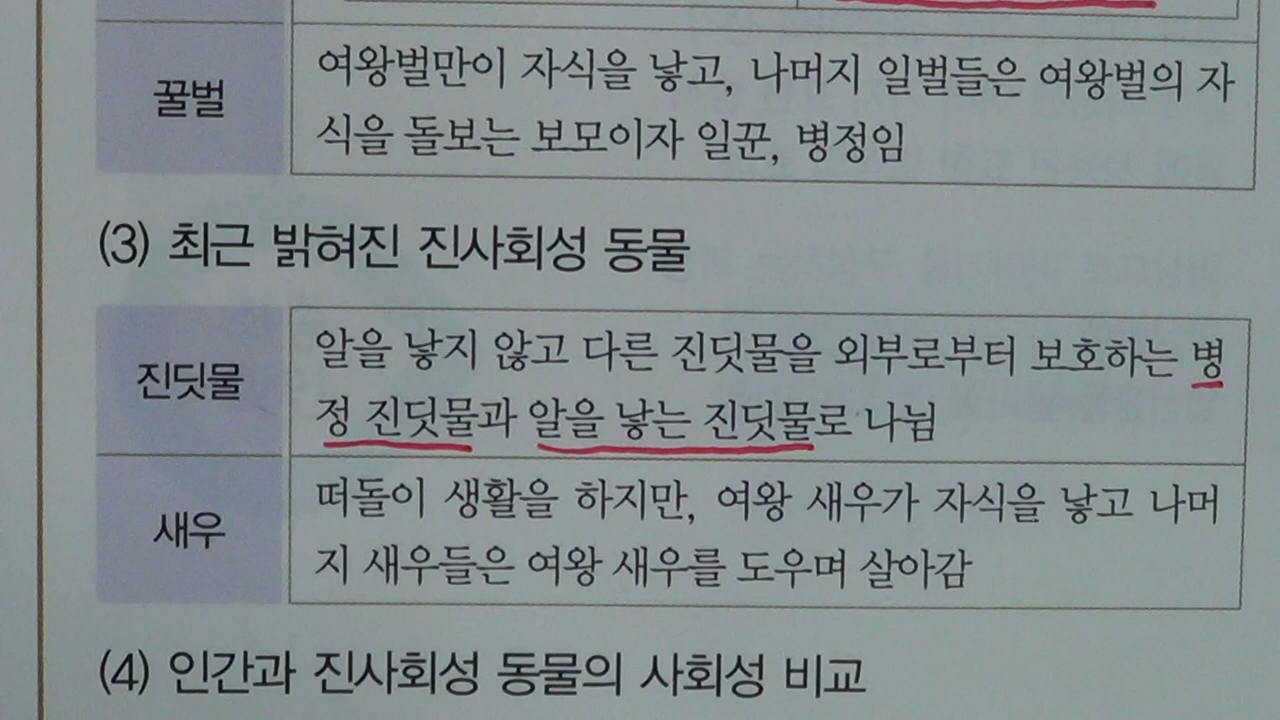 꿀벌
여왕벌만이 자식을 낳고, 나머지 일벌들은 여왕벌의 자
식을 돌보는 보모이자 일꾼, 병정임
(3) 최근 밝혀진 진사회성 동물
진딧물
알을 낳지 않고 다른 진딧물을 외부로부터 보호하는 병
정 진딧물과 알을 낳는 진딧물로 나뉨
새우
떠돌이 생활을 하지만, 여왕 새우가 자식을 낳고 나머
지 새우들은 여왕 새우를 도우며 살아감
(4) 인간과 진사회성 동물의 사회성 비교